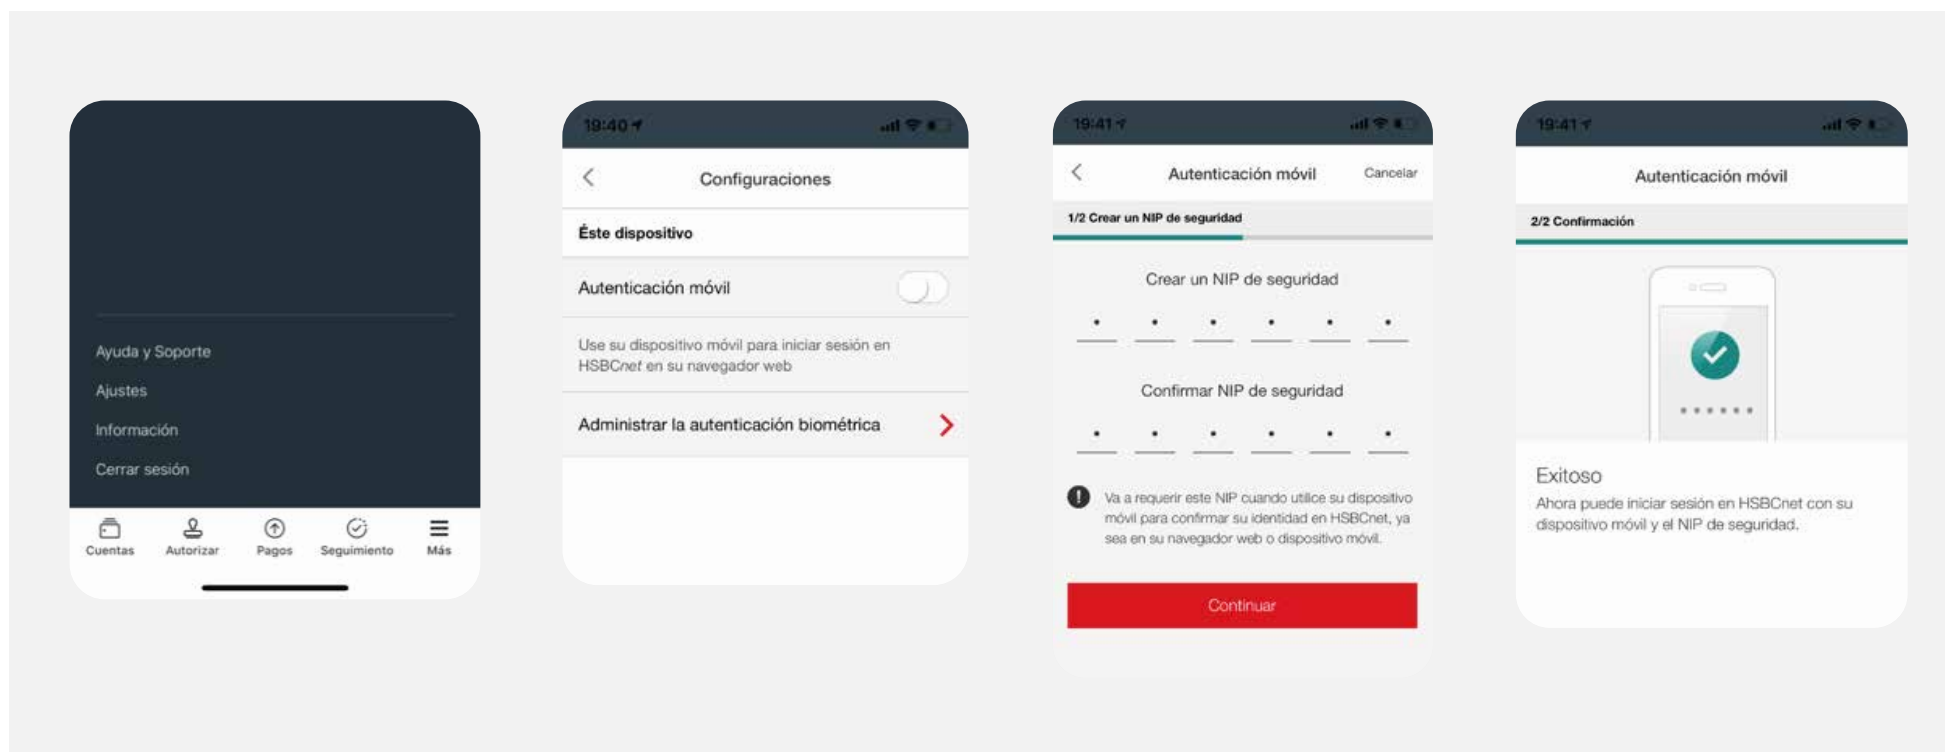 Ayuda y Soporte
Ajustes
Información
Cerrar sesión
Cuentas
Autorizar
Pagos
Seguimiento
Más
19:40
Configuraciones
Éste dispositivo
Autenticación móvil
Use su dispositivo móvil para iniciar sesión en
HSBCnet en su navegador web
Administrar la autenticación biométrica
19:41
Autenticación móvil
Cancelar
1/2 Crear un NIP de seguridad
Crear un NIP de seguridad
Confirmar NIP de seguridad
Va a requerir este NIP cuando utilice su dispositivo
móvil para confirmar su identidad en HSBCnet, ya
sea en su navegador web o dispositivo móvil.
Continuar
19:41
Autenticación móvil
2/2 Confirmación
Exitoso
Ahora puede iniciar sesión en HSBCnet con su
dispositivo móvil y el NIP de seguridad.